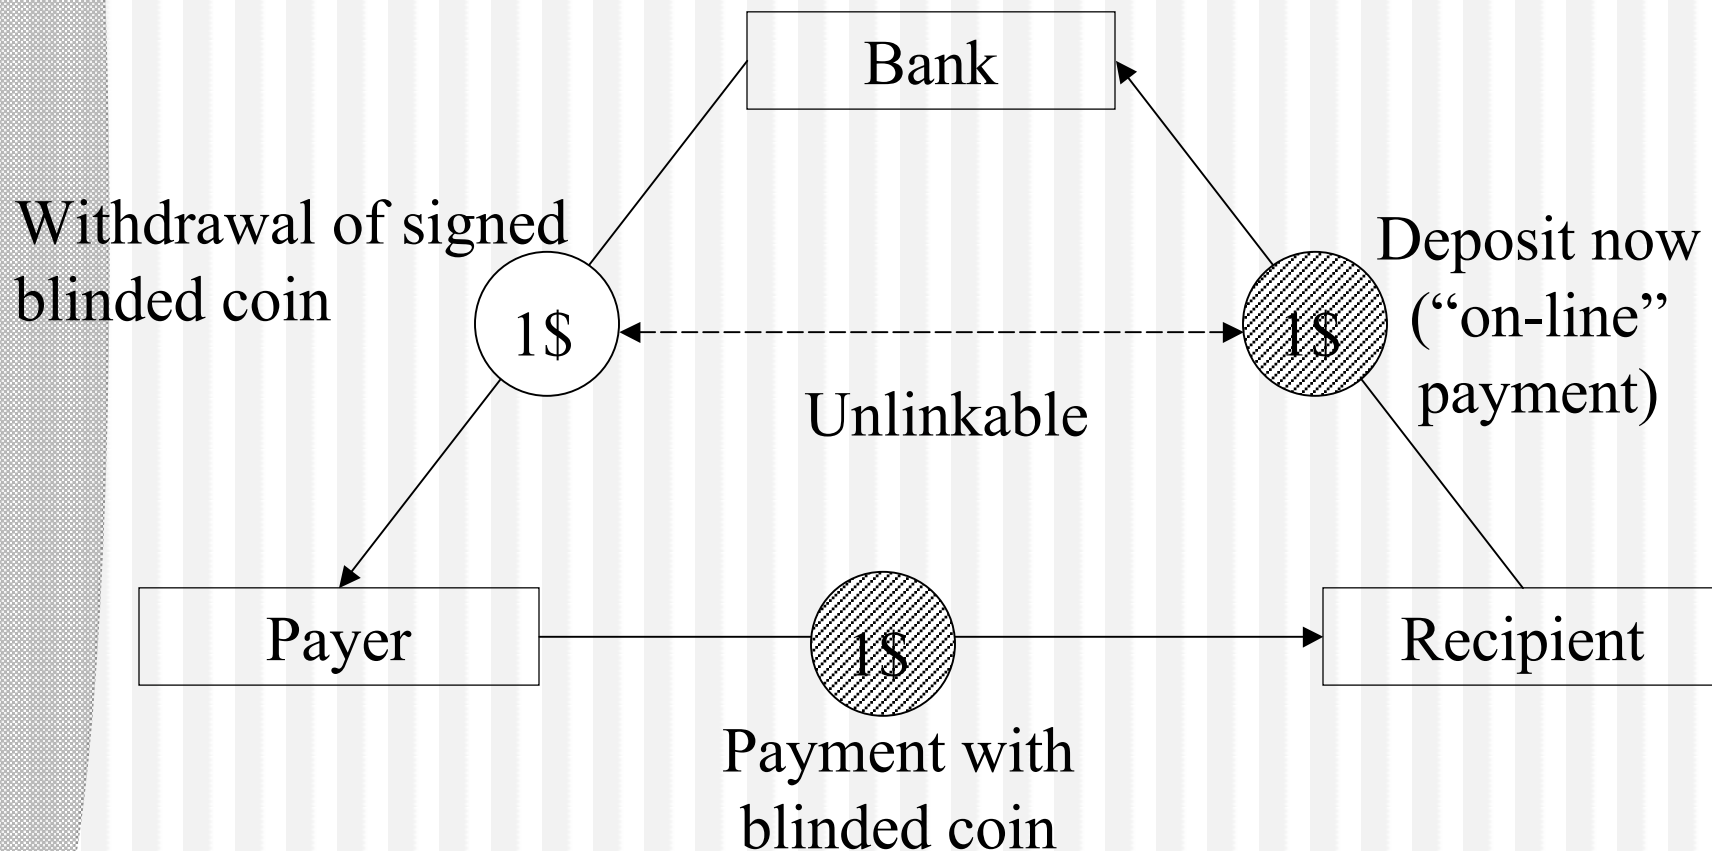 Bank
Withdrawal of signed
blinded coin
1$
1$
Deposit now
(“on-line”
payment)
Unlinkable
Payer
1$
Recipient
Payment with
blinded coin